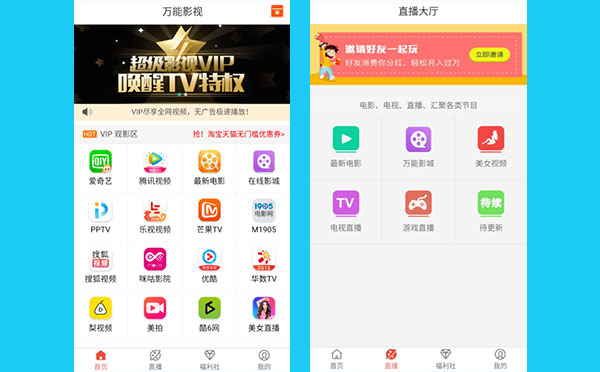 万能影视
超级影视VIP
唤醒TV特权
VIP尽享全网视频，无广告极速播放！
HOT VIP 观影区
抢！淘宝天猫无门槛优惠券>
爱奇艺
腾讯视频
最新电影
在线影城
PPTV
乐视视频
芒果TV
M1905
搜狐视频
咪咕影院
优酷
华数TV
梨视频
美拍
酷6网
美女直播
首页
直播
福利社
我的
直播大厅
邀请好友一起玩
好友消费你分红，轻松月入过万
立即邀请
电影、电视、直播、汇聚各类节目
最新电影
万能影城
美女视频
TV
待续
电视直播
游戏直播
待更新
首页
直播
福利社
我的